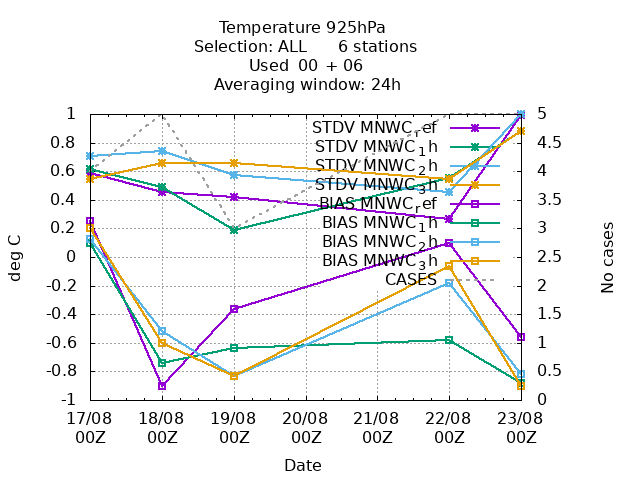 Temperature 925hPa
Selection: ALL      6 stations
Used  00 + 06
Averaging window: 24h
1
0.8
0.6
0.4
0.2
0
-0.2
-0.4
-0.6
-0.8
-1
deg C
5
4.5
4
3.5
3
2.5
2
1.5
1
0.5
0
No cases
STDV MNWC_ref
STDV MNWC_1h
STDV MNWC_2h
STDV MNWC_3h
BIAS MNWC_ref
BIAS MNWC_1h
BIAS MNWC_2h
BIAS MNWC_3h
CASES
17/08 18/08 19/08 20/08 21/08 22/08 23/08
00Z 00Z 00Z 00Z 00Z 00Z 00Z
Date